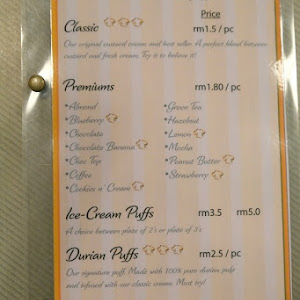 Price
Classic rm1.5 / pc
Our original custard cream and best seller. A perfect blend between
custard and fresh cream. Try it to believe it!
Premiums rm1.80 / pc
*Almond *Green Tea
*Blueberry *Hazelnut
*Chocolate *Lemon
*Chocolate Banana *Mocha
*Choc Top *Peanut Butter
*Coffee *Strawberry
*Cookies n' Cream
Ice-Cream Puffs rm3.5 rm5.0
A choice between plate of 2's or plate of 3's
Durian Puffs rm2.5 / pc
Our signature puff. Made with 100% pure durian pulp
and infused with our classic cream. Must try!